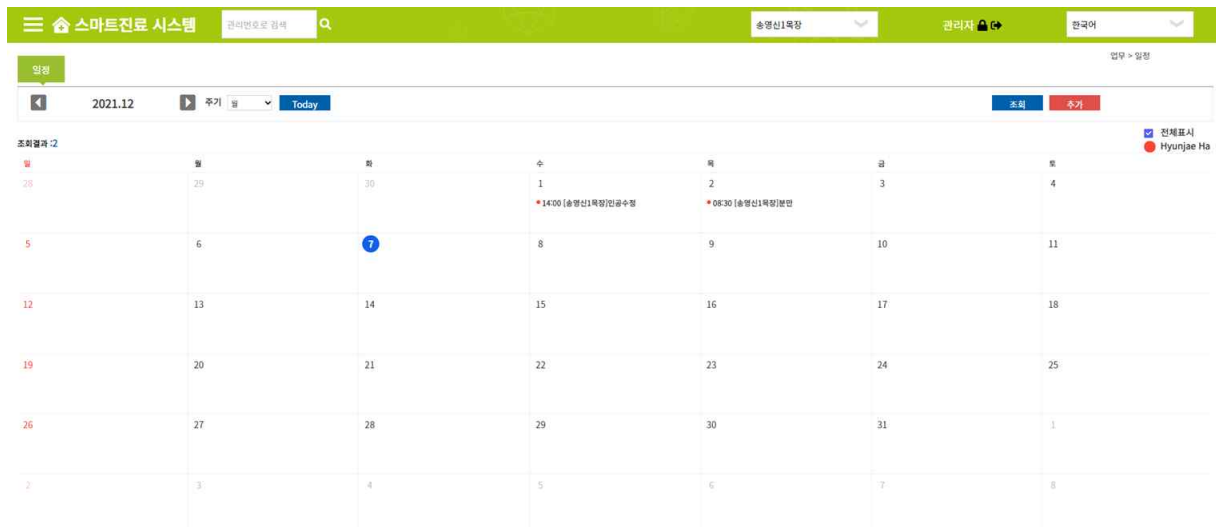 스마트진료 시스템 관리번호로 검색 송영신1목장 관리자 한국어
업무 > 일정
일정
2021.12 주기 월 Today 조회 추가
전체표시
조회결과 :2
Hyunjae Ha
일 월 화 수 목 금 토
28 29 30 1 2 3 4
14:00 [송영신1목장]인공수정 08:30 [송영신1목장]분만
5 6 7 8 9 10 11
12 13 14 15 16 17 18
19 20 21 22 23 24 25
26 27 28 29 30 31 1
2 3 4 5 6 7 8